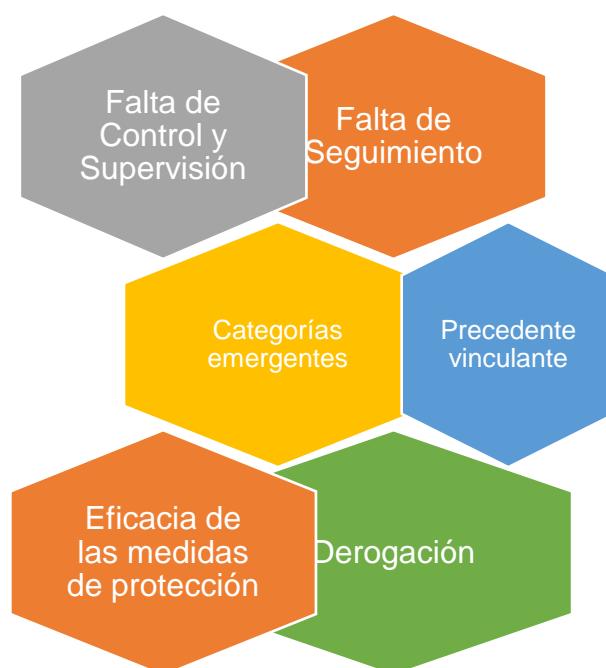 Falta de
Control y
Supervisión
Falta de
Seguimiento
Categorías
emergentes
Precedente
vinculante
Eficacia de
las medidas
de protección
Derogación